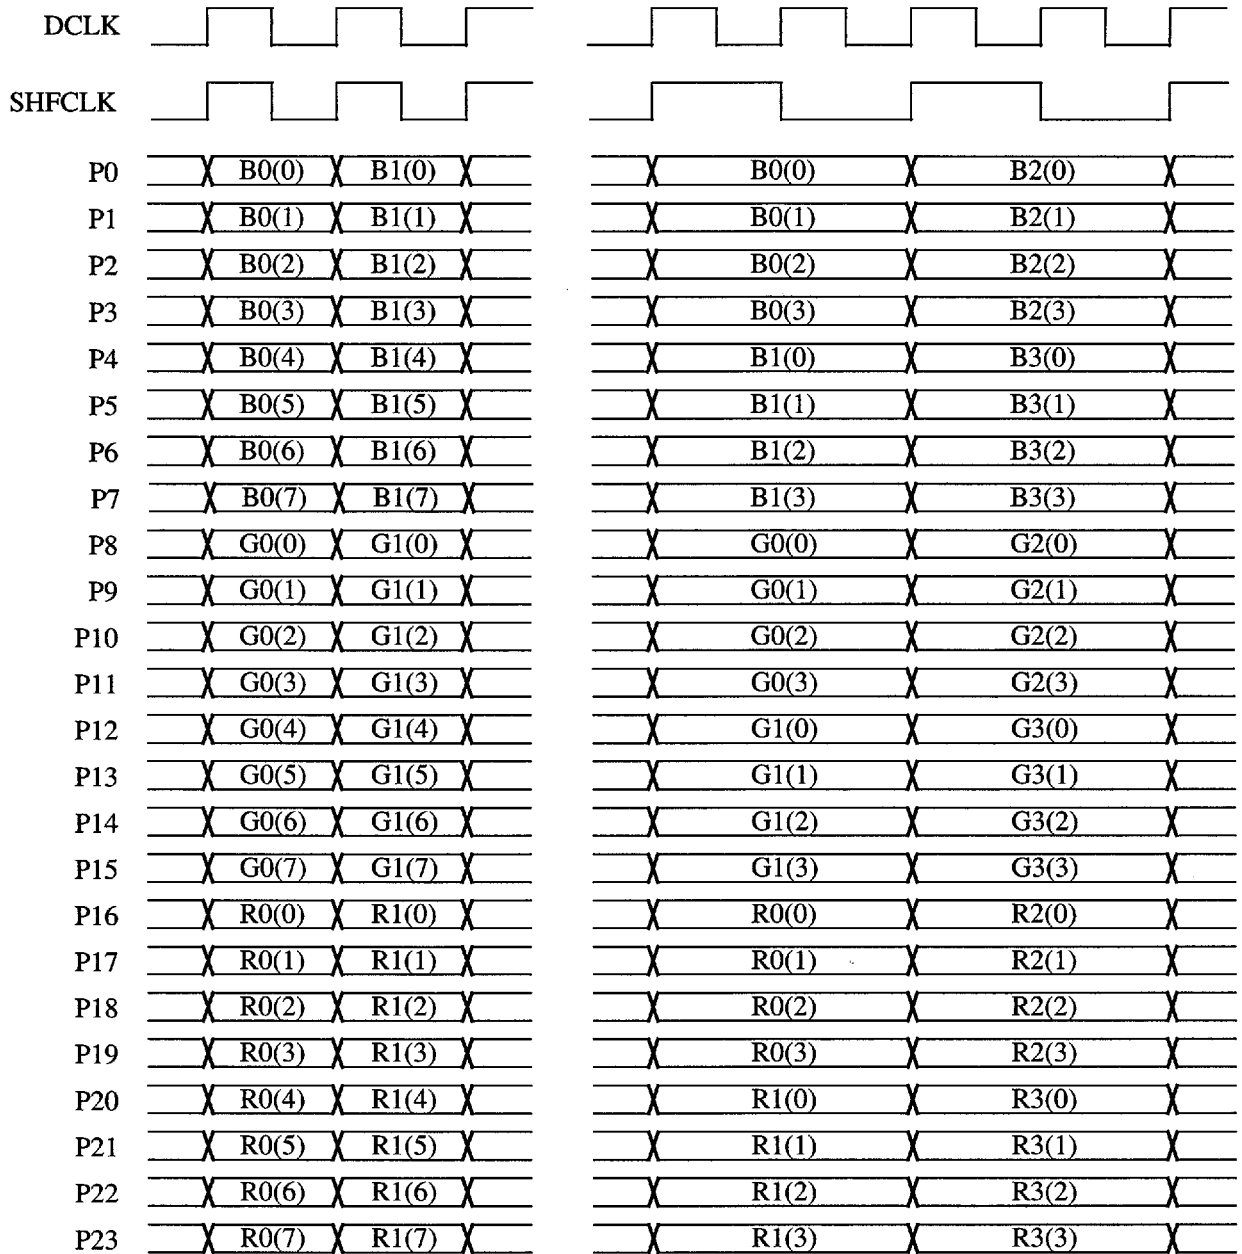 DCLK
SHFCLK
P0 B0(0) B1(0) B0(0) B2(0)
P1 B0(1) B1(1) B0(1) B2(1)
P2 B0(2) B1(2) B0(2) B2(2)
P3 B0(3) B1(3) B0(3) B2(3)
P4 B0(4) B1(4) B1(0) B3(0)
P5 B0(5) B1(5) B1(1) B3(1)
P6 B0(6) B1(6) B1(2) B3(2)
P7 B0(7) B1(7) B1(3) B3(3)
P8 G0(0) G1(0) G0(0) G2(0)
P9 G0(1) G1(1) G0(1) G2(1)
P10 G0(2) G1(2) G0(2) G2(2)
P11 G0(3) G1(3) G0(3) G2(3)
P12 G0(4) G1(4) G1(0) G3(0)
P13 G0(5) G1(5) G1(1) G3(1)
P14 G0(6) G1(6) G1(2) G3(2)
P15 G0(7) G1(7) G1(3) G3(3)
P16 R0(0) R1(0) R0(0) R2(0)
P17 R0(1) R1(1) R0(1) R2(1)
P18 R0(2) R1(2) R0(2) R2(2)
P19 R0(3) R1(3) R0(3) R2(3)
P20 R0(4) R1(4) R1(0) R3(0)
P21 R0(5) R1(5) R1(1) R3(1)
P22 R0(6) R1(6) R1(2) R3(2)
P23 R0(7) R1(7) R1(3) R3(3)